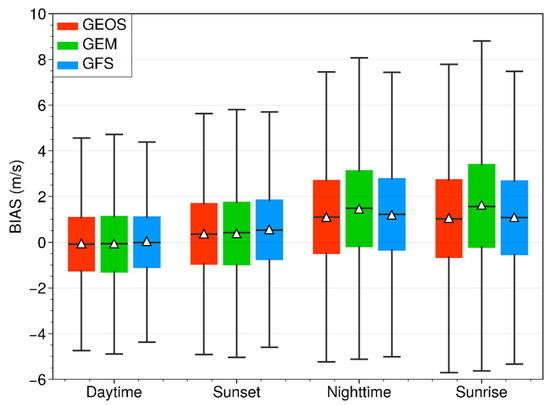 10
8
6
4
2
0
-2
-4
-6
BIAS (m/s)
GEOS
GEM
GFS
Daytime
Sunset
Nighttime
Sunrise